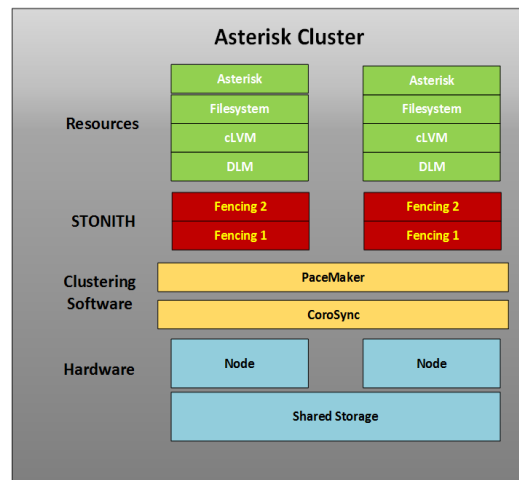 Asterisk Cluster
Resources
Asterisk
Filesystem
cLVM
DLM
Asterisk
Filesystem
cLVM
DLM
STONITH
Fencing 2
Fencing 1
Fencing 2
Fencing 1
Clustering
Software
PaceMaker
CoroSync
Hardware
Node
Node
Shared Storage